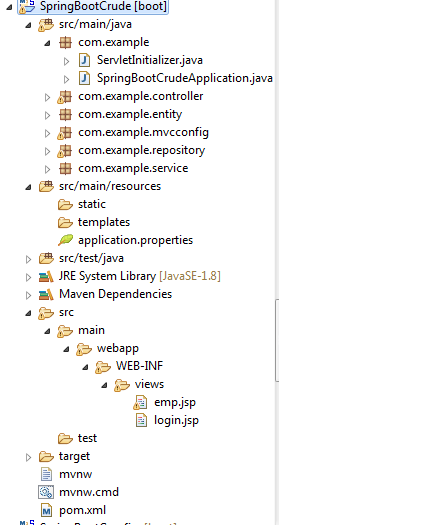 SpringBootCrude [boot]
src/main/java
com.example
ServletInitializer.java
SpringBootCrudeApplication.java
com.example.controller
com.example.entity
com.example.mvcconfig
com.example.repository
com.example.service
src/main/resources
static
templates
application.properties
src/test/java
JRE System Library [JavaSE-1.8]
Maven Dependencies
src
main
webapp
WEB-INF
views
emp.jsp
login.jsp
test
target
mvnw
mvnw.cmd
pom.xml